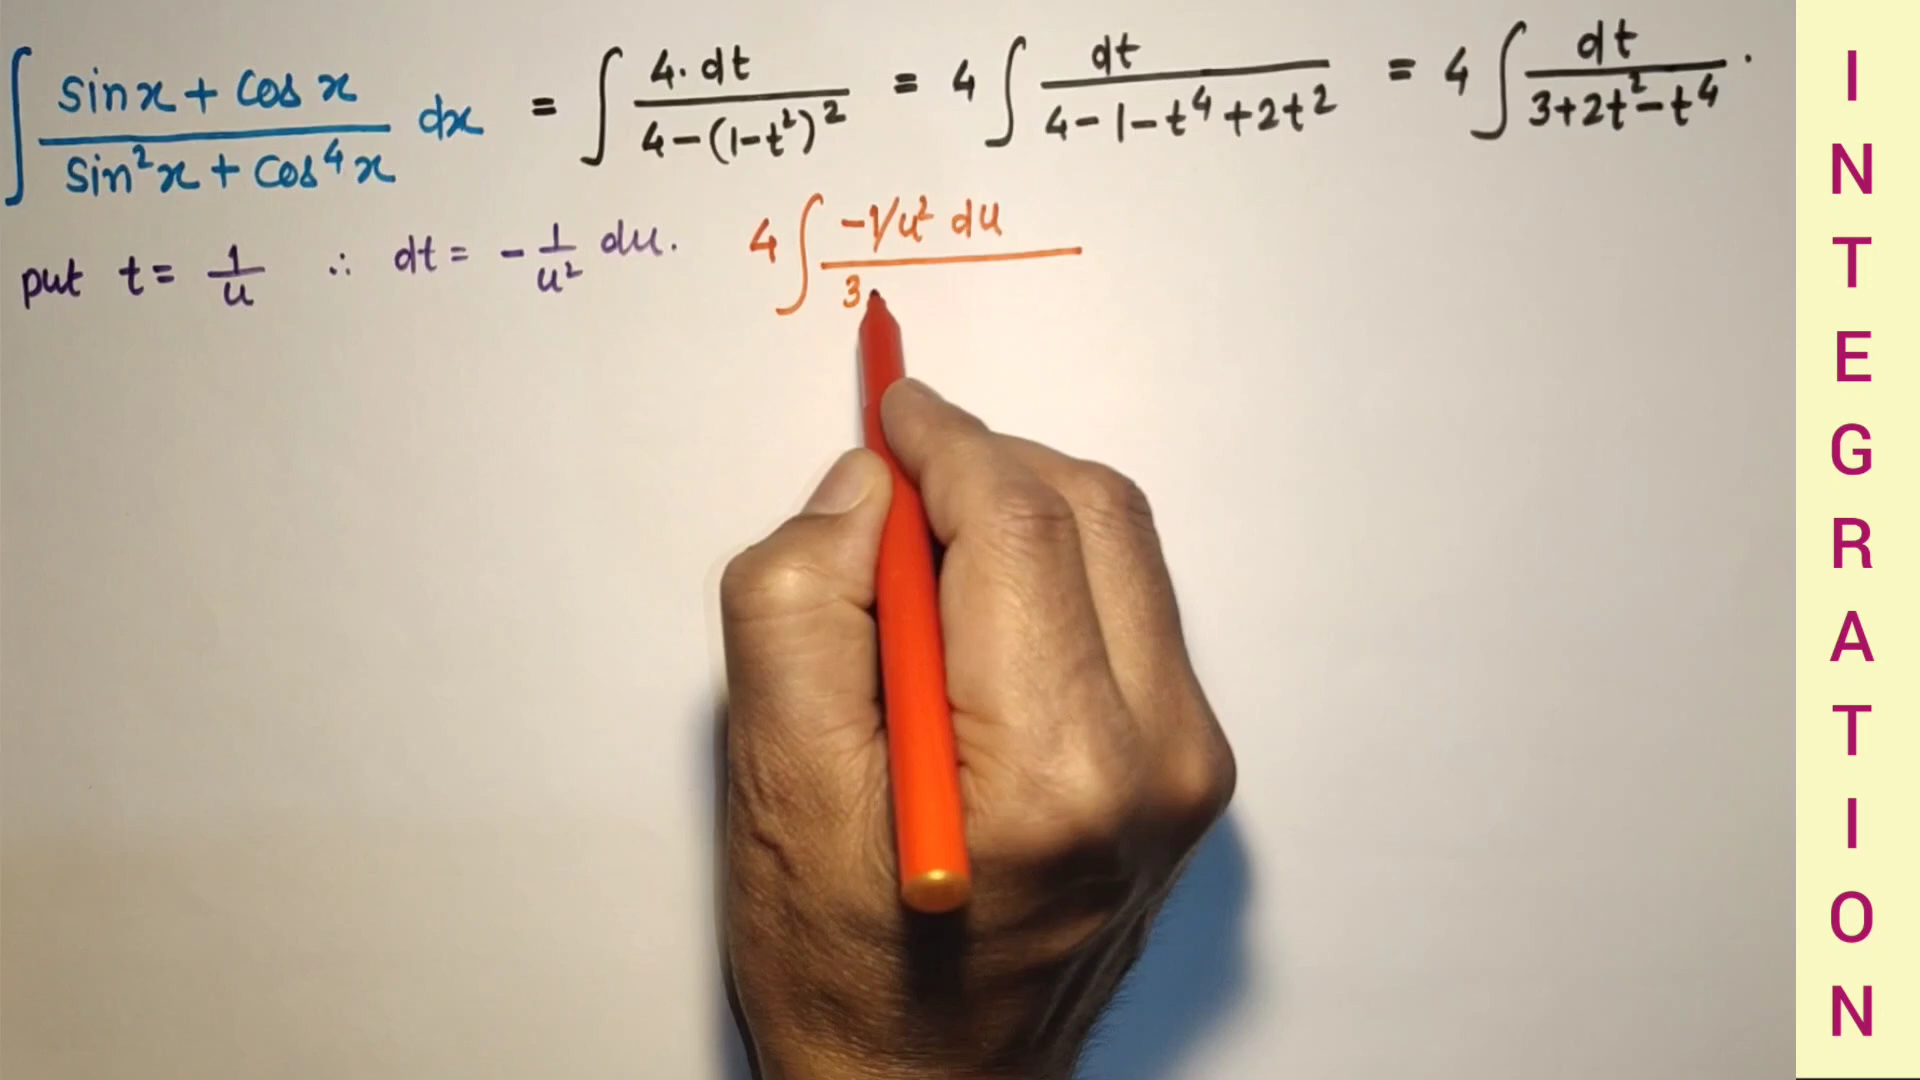 ∫ (sin x + cos x)/(sin²x + cos⁴x) dx = ∫ 4·dt/(4-(1-t²)²) = 4 ∫ dt/(4-1-t⁴+2t²) = 4 ∫ dt/(3+2t²-t⁴).
put t = 1/u ∴ dt = -1/u² du. 4 ∫ (-1/u² du)/(3
INTEGRATION